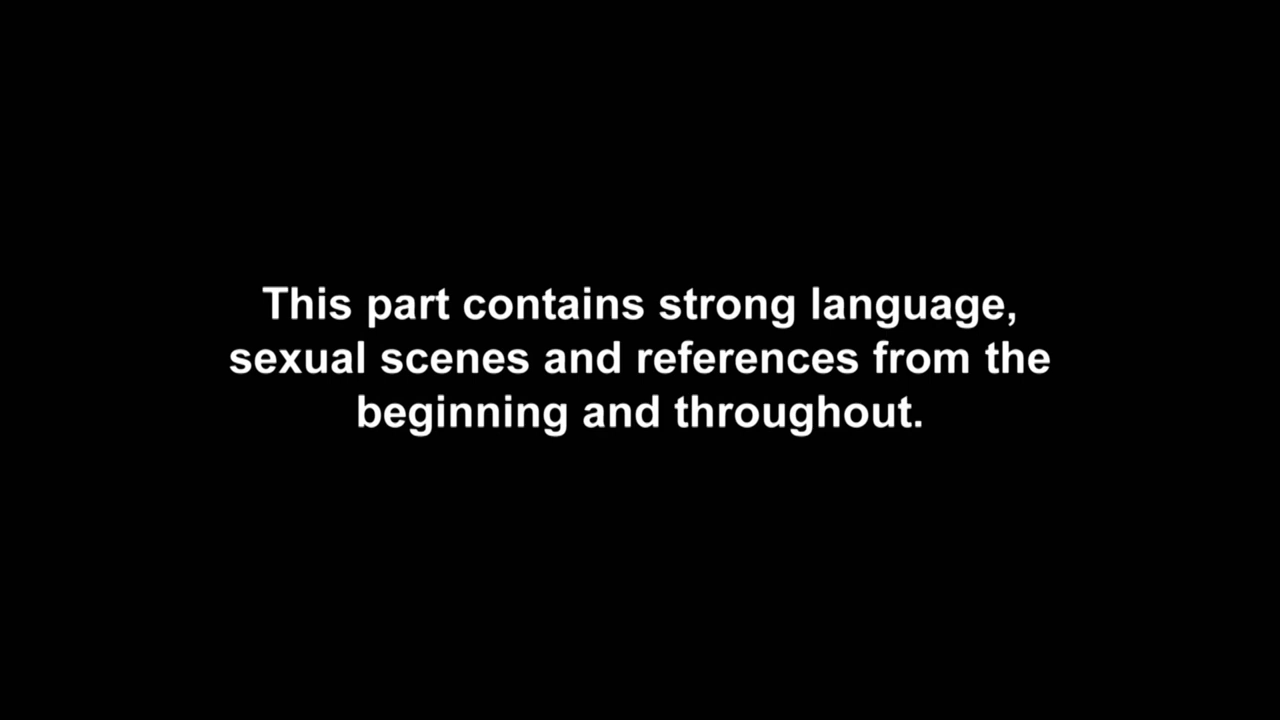 This part contains strong language,
sexual scenes and references from the
beginning and throughout.